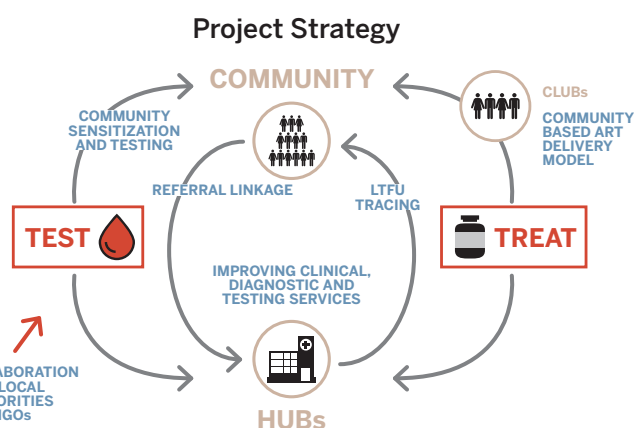 Project Strategy
COMMUNITY
CLUBs
COMMUNITY
BASED ART
DELIVERY
MODEL
COMMUNITY
SENSITIZATION
AND TESTING
REFERRAL LINKAGE
LTFU
TRACING
TEST
TREAT
IMPROVING CLINICAL,
DIAGNOSTIC AND
TESTING SERVICES
LOCAL
HUBs